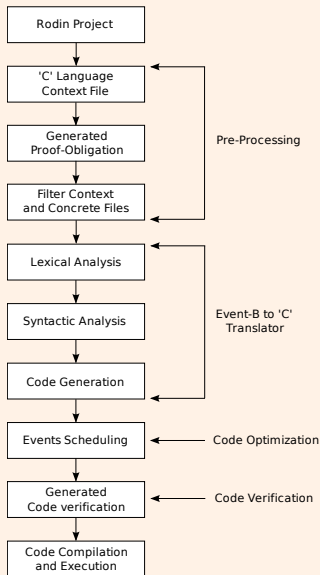 Rodin Project
'C' Language
Context File
Generated
Proof-Obligation
Pre-Processing
Filter Context
and Concrete Files
Lexical Analysis
Syntactic Analysis
Event-B to 'C'
Translator
Code Generation
Events Scheduling
Code Optimization
Generated
Code verification
Code Verification
Code Compilation
and Execution